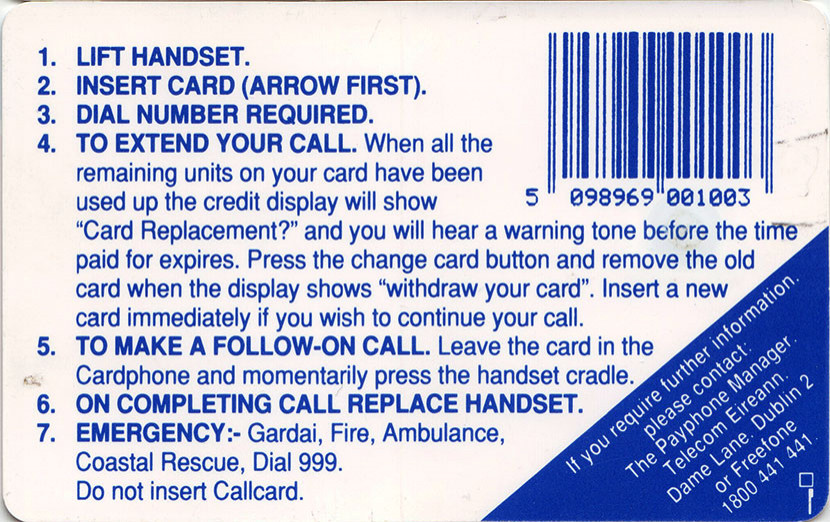 1. LIFT HANDSET.
2. INSERT CARD (ARROW FIRST).
3. DIAL NUMBER REQUIRED.
4. TO EXTEND YOUR CALL. When all the
remaining units on your card have been
used up the credit display will show
“Card Replacement?” and you will hear a warning tone before the time
paid for expires. Press the change card button and remove the old
card when the display shows “withdraw your card”. Insert a new
card immediately if you wish to continue your call.
5. TO MAKE A FOLLOW-ON CALL. Leave the card in the
Cardphone and momentarily press the handset cradle.
6. ON COMPLETING CALL REPLACE HANDSET.
7. EMERGENCY:- Gardai, Fire, Ambulance,
Coastal Rescue, Dial 999.
Do not insert Callcard.
5 098969 001003
If you require further information.
please contact:
The Payphone Manager.
Telecom Eireann.
Dame Lane. Dublin 2
or Freefone
1800 441 441.